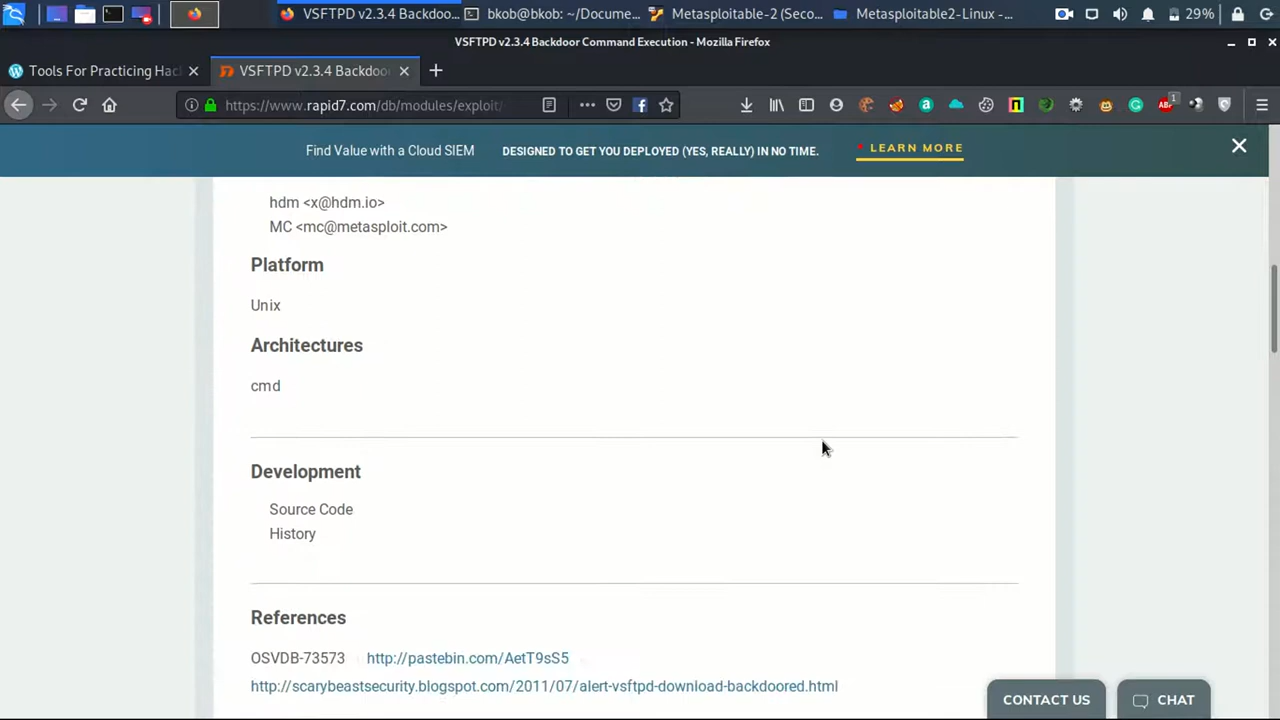 VSFTPD v2.3.4 Backdoo...
bkob@bkob: ~/Docume...
Metasploitable-2 (Seco...
Metasploitable2-Linux - ...
29%
VSFTPD v2.3.4 Backdoor Command Execution - Mozilla Firefox
Tools For Practicing Hac
VSFTPD v2.3.4 Backdoo
https://www.rapid7.com/db/modules/exploit/
1
Find Value with a Cloud SIEM
DESIGNED TO GET YOU DEPLOYED (YES, REALLY) IN NO TIME.
LEARN MORE
hdm <x@hdm.io>
MC <mc@metasploit.com>
Platform
Unix
Architectures
cmd
Development
Source Code
History
References
OSVDB-73573 http://pastebin.com/AetT9sS5
http://scarybeastsecurity.blogspot.com/2011/07/alert-vsftpd-download-backdoored.html
CONTACT US
CHAT